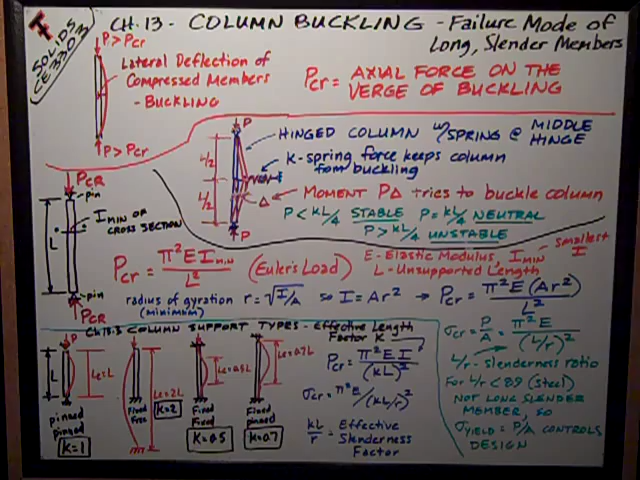 SOLIDS
CE 3303
CH. 13 - COLUMN BUCKLING - Failure Mode of
Long, Slender Members
P > Pcr
Lateral Deflection of
Compressed Members
- BUCKLING
P > Pcr
Pcr = AXIAL FORCE ON THE
VERGE OF BUCKLING
P
L/2
L/2
P
HINGED COLUMN w/ SPRING @ MIDDLE
HINGE
K-spring force keeps column
from buckling
Δ
MOMENT PΔ tries to buckle column
P < kL/4 STABLE P = kL/4 NEUTRAL
P > kL/4 UNSTABLE
PCR
pin
L
I MIN OF
CROSS SECTION
pin
PCR
Pcr = π²EI min / L² (Euler's Load)
E - Elastic Modulus, I min - smallest
I
L - Unsupported Length
radius of gyration r = √I/A so I = Ar² → Pcr = π²E(Ar²) / L²
(minimum)
Ch 13.3 COLUMN SUPPORT TYPES - Effective Length
Factor K
P
L
Le = L
pinned
pinned
K = 1
Le = 2L
Fixed
Free
K = 2
Le = 0.5L
Fixed
Fixed
K = 0.5
Le = 0.7L
Fixed
pinned
K = 0.7
Pcr = π²EI / (KL)²
σcr = π²E / (KL/r)²
KL/r = Effective
Slenderness
Factor
σcr = P/A = π²E / (L/r)²
L/r - slenderness ratio
For L/r < 89 (steel)
NOT LONG SLENDER
MEMBER, so
σYIELD = P/A CONTROLS
DESIGN